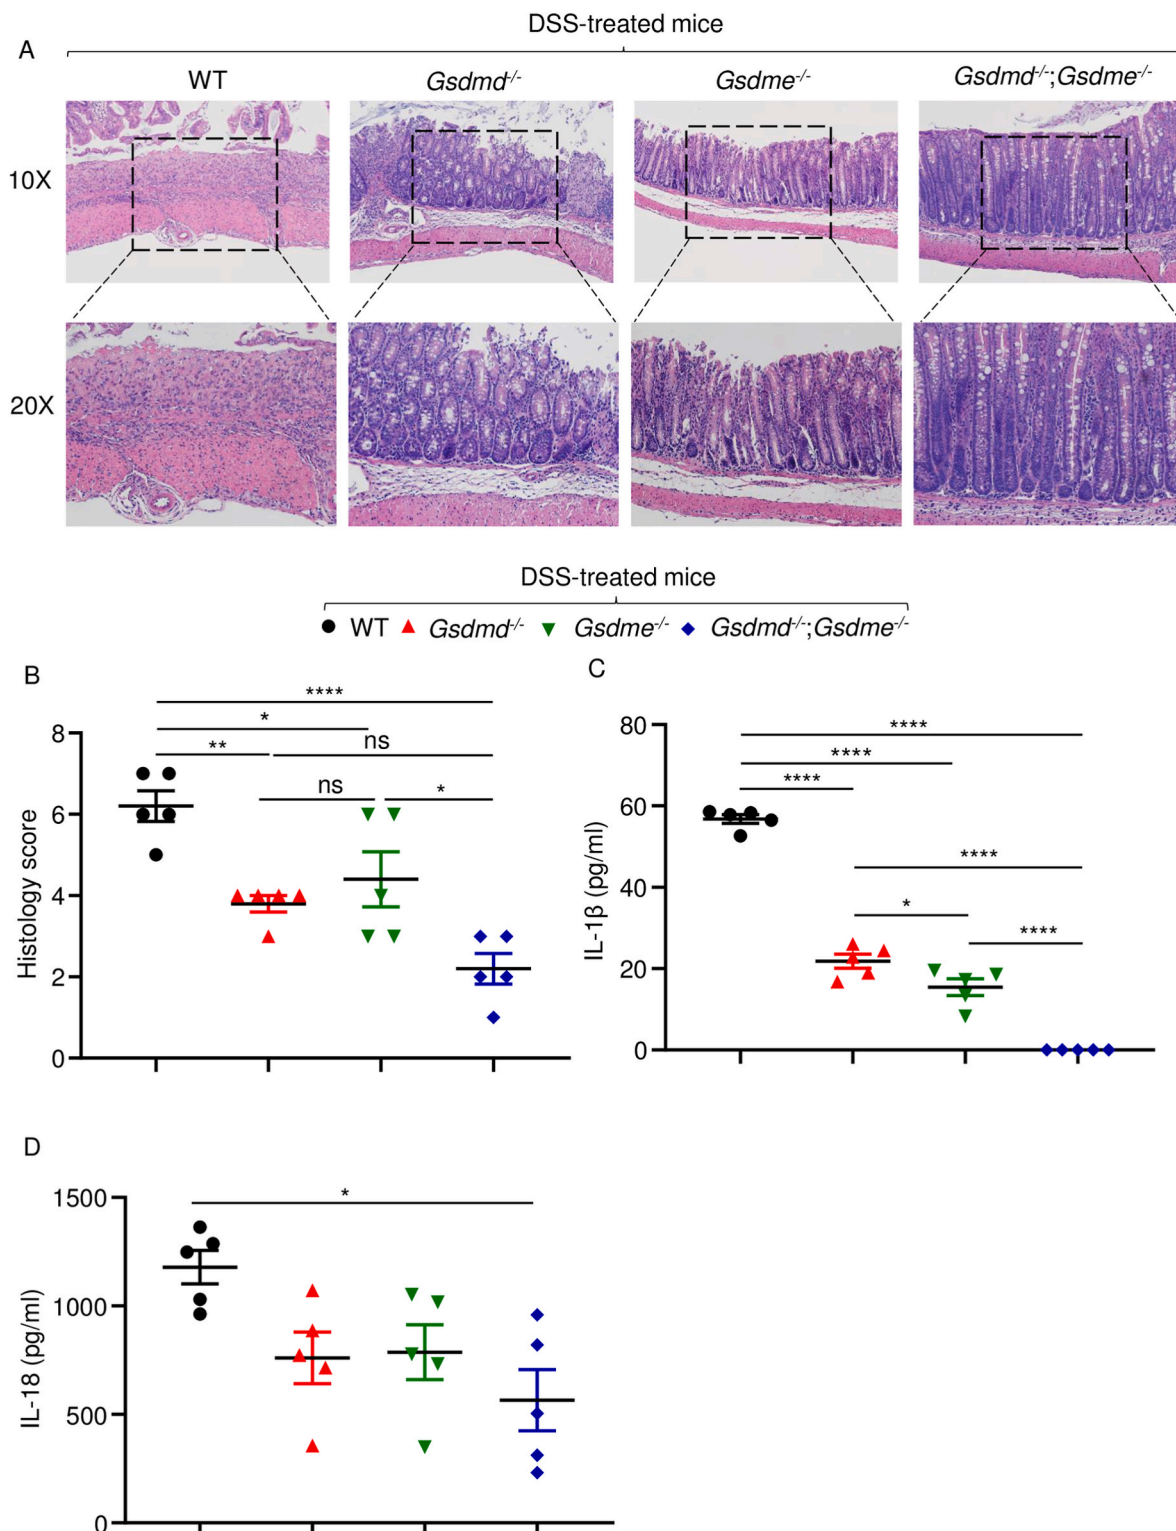 DSS-treated mice
A
WT Gsdmd-/- Gsdme-/- Gsdmd-/-;Gsdme-/-
10X
20X
DSS-treated mice
WT Gsdmd-/- Gsdme-/- Gsdmd-/-;Gsdme-/-
B
****
*
** ns
ns *
8
6
4
2
0
Histology score
C
****
****
****
****
*
****
80
60
40
20
0
IL-1β (pg/ml)
D
*
1500
1000
500
0
IL-18 (pg/ml)